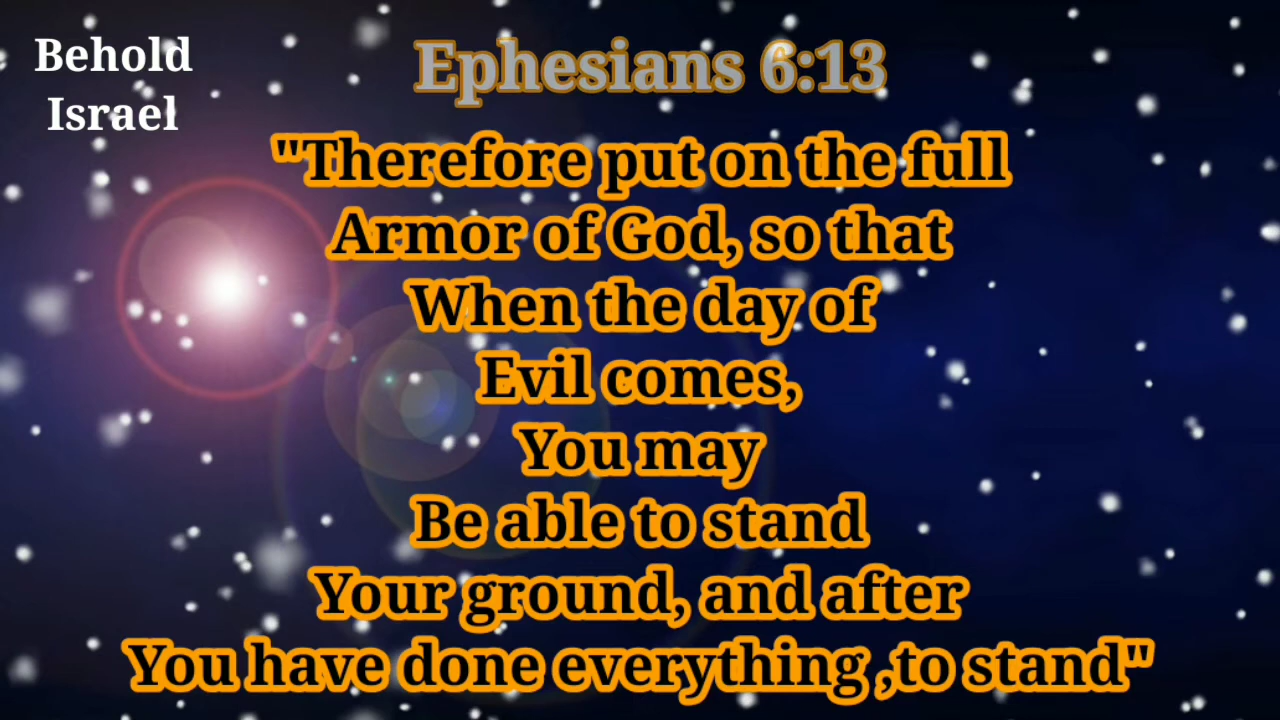 Behold
Israel
Ephesians 6:13
"Therefore put on the full
Armor of God, so that
When the day of
Evil comes,
You may
Be able to stand
Your ground, and after
You have done everything ,to stand"